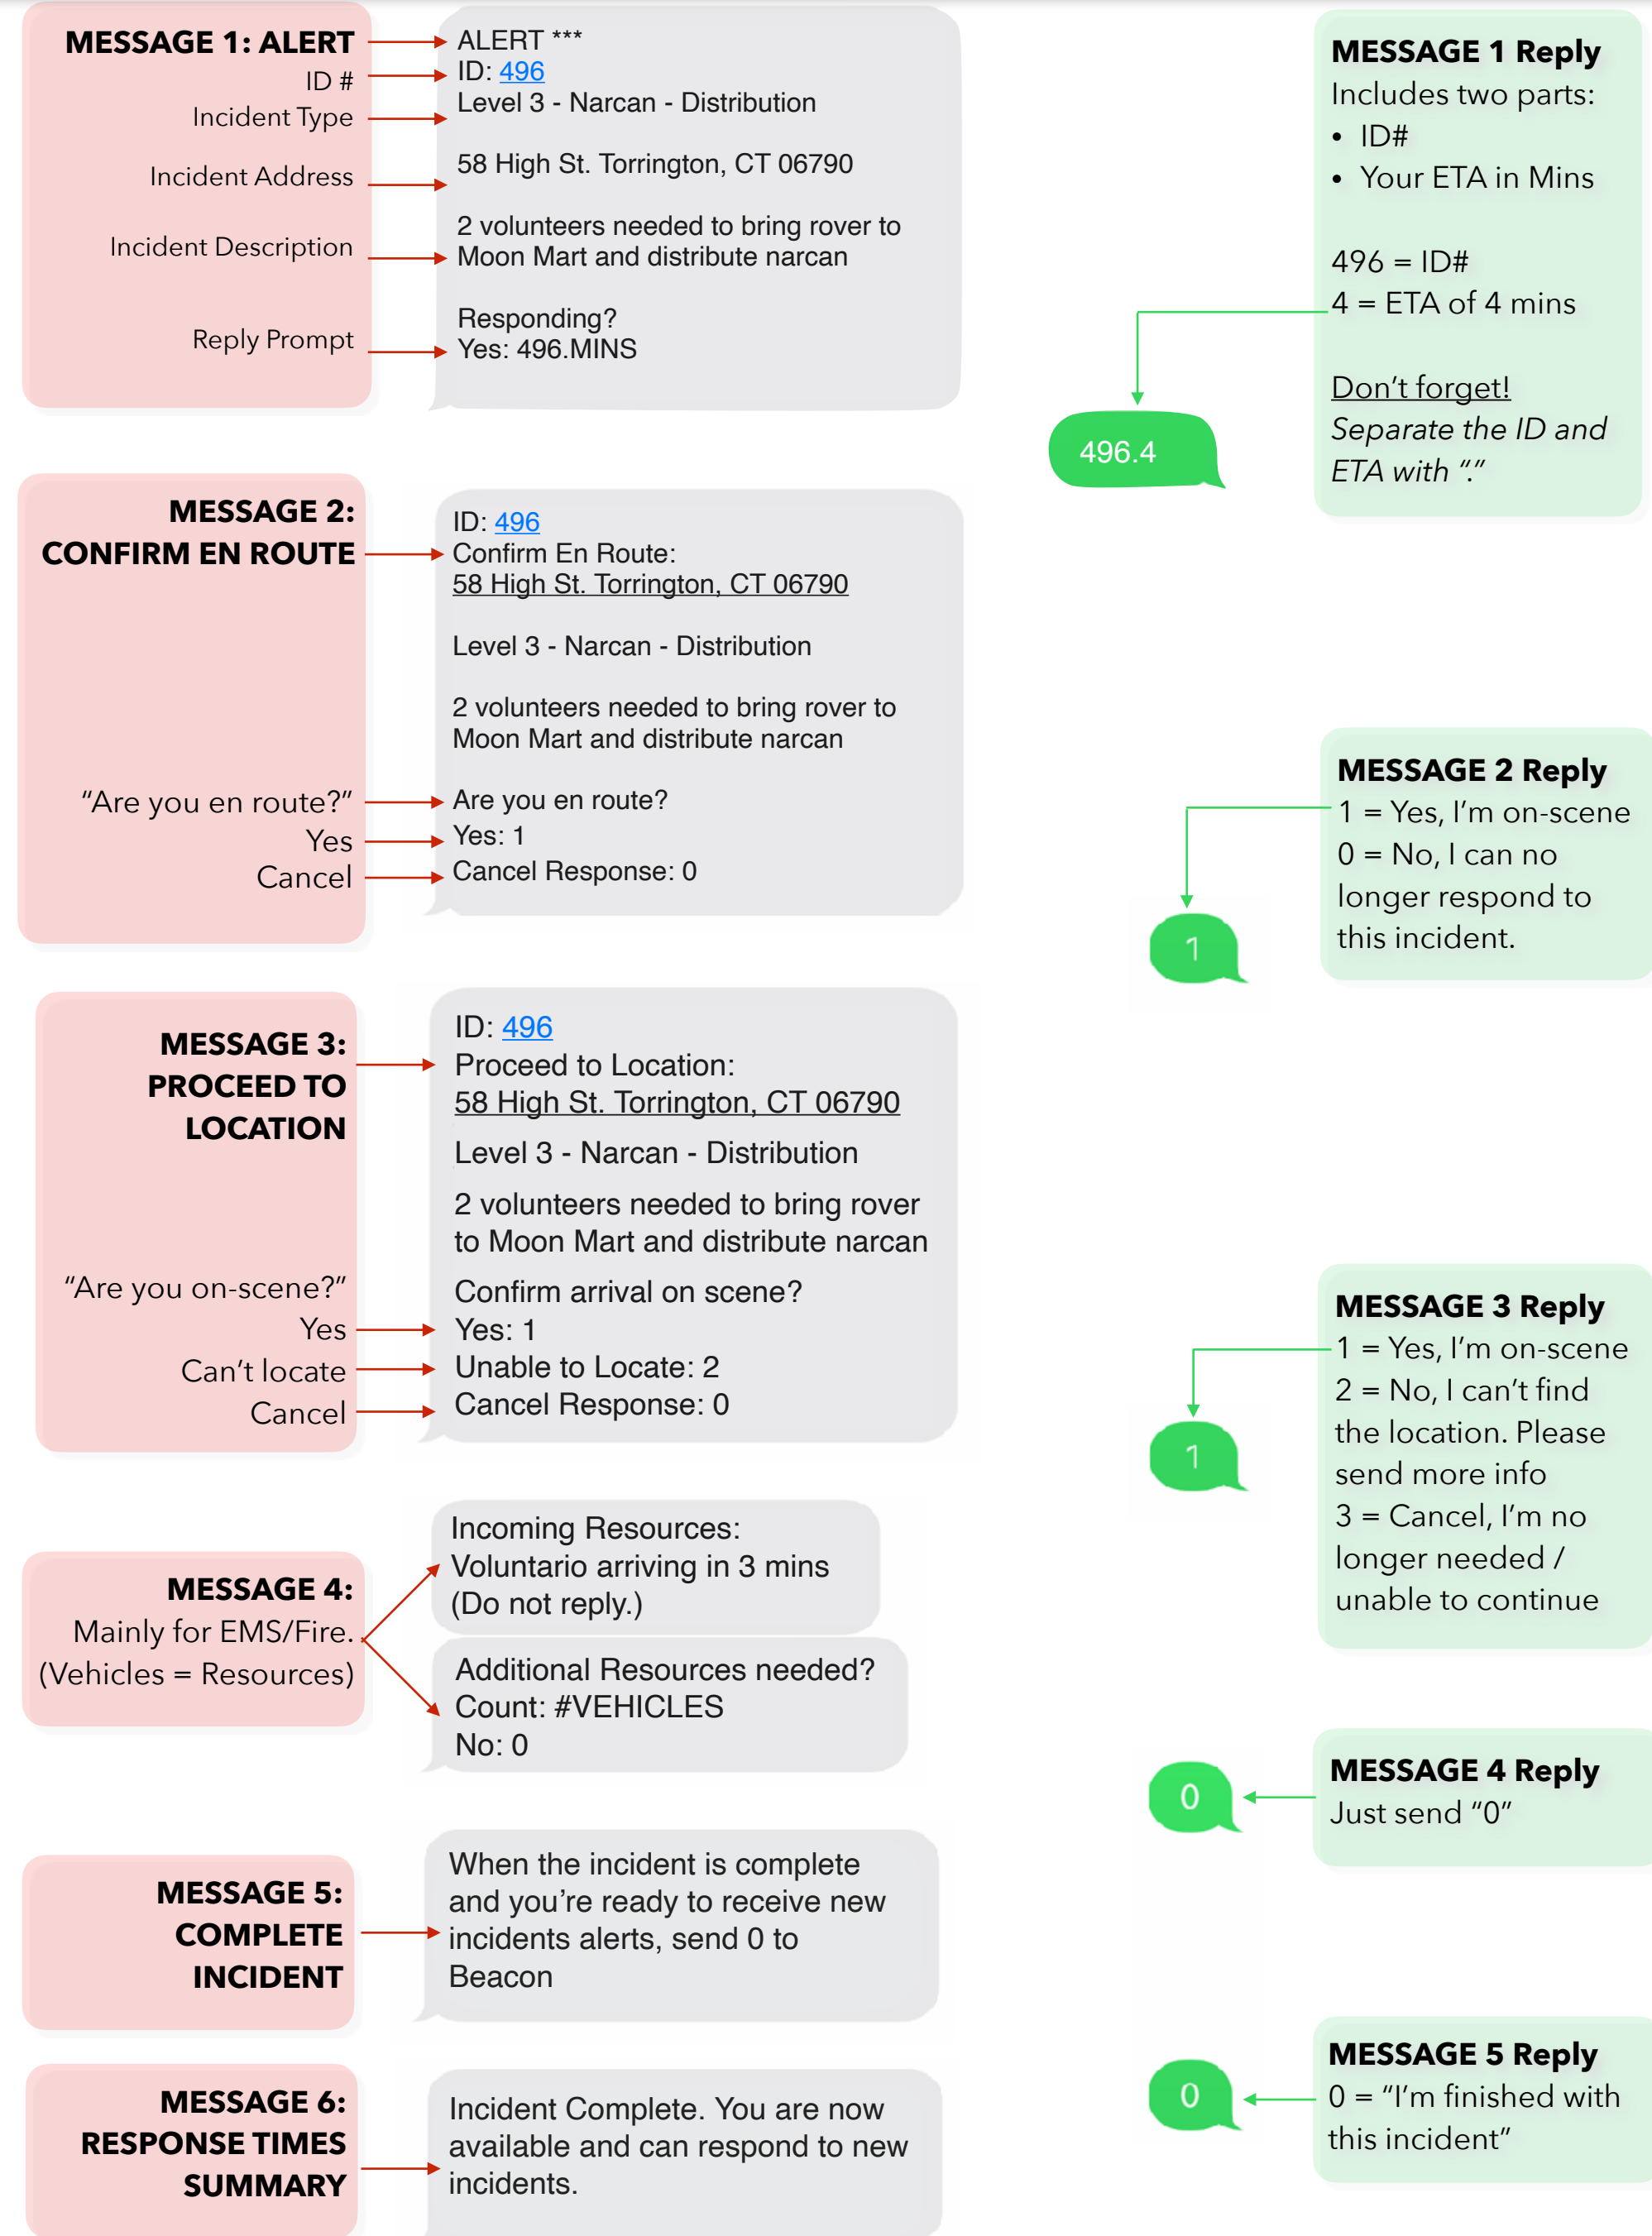 MESSAGE 1: ALERT
ID #
Incident Type
Incident Address
Incident Description
Reply Prompt
ALERT ***
ID: 496
Level 3 - Narcan - Distribution
58 High St. Torrington, CT 06790
2 volunteers needed to bring rover to
Moon Mart and distribute narcan
Responding?
Yes: 496.MINS
MESSAGE 1 Reply
Includes two parts:
• ID#
• Your ETA in Mins
496 = ID#
4 = ETA of 4 mins
Don't forget!
Separate the ID and
ETA with "."
496.4
MESSAGE 2:
CONFIRM EN ROUTE
"Are you en route?"
Yes
Cancel
ID: 496
Confirm En Route:
58 High St. Torrington, CT 06790
Level 3 - Narcan - Distribution
2 volunteers needed to bring rover to
Moon Mart and distribute narcan
Are you en route?
Yes: 1
Cancel Response: 0
MESSAGE 2 Reply
1 = Yes, I'm on-scene
0 = No, I can no
longer respond to
this incident.
1
MESSAGE 3:
PROCEED TO
LOCATION
"Are you on-scene?"
Yes
Can't locate
Cancel
ID: 496
Proceed to Location:
58 High St. Torrington, CT 06790
Level 3 - Narcan - Distribution
2 volunteers needed to bring rover
to Moon Mart and distribute narcan
Confirm arrival on scene?
Yes: 1
Unable to Locate: 2
Cancel Response: 0
MESSAGE 3 Reply
1 = Yes, I'm on-scene
2 = No, I can't find
the location. Please
send more info
3 = Cancel, I'm no
longer needed /
unable to continue
1
MESSAGE 4:
Mainly for EMS/Fire.
(Vehicles = Resources)
Incoming Resources:
Voluntario arriving in 3 mins
(Do not reply.)
Additional Resources needed?
Count: #VEHICLES
No: 0
MESSAGE 4 Reply
Just send "0"
0
MESSAGE 5:
COMPLETE
INCIDENT
When the incident is complete
and you're ready to receive new
incidents alerts, send 0 to
Beacon
MESSAGE 5 Reply
0 = "I'm finished with
this incident"
0
MESSAGE 6:
RESPONSE TIMES
SUMMARY
Incident Complete. You are now
available and can respond to new
incidents.